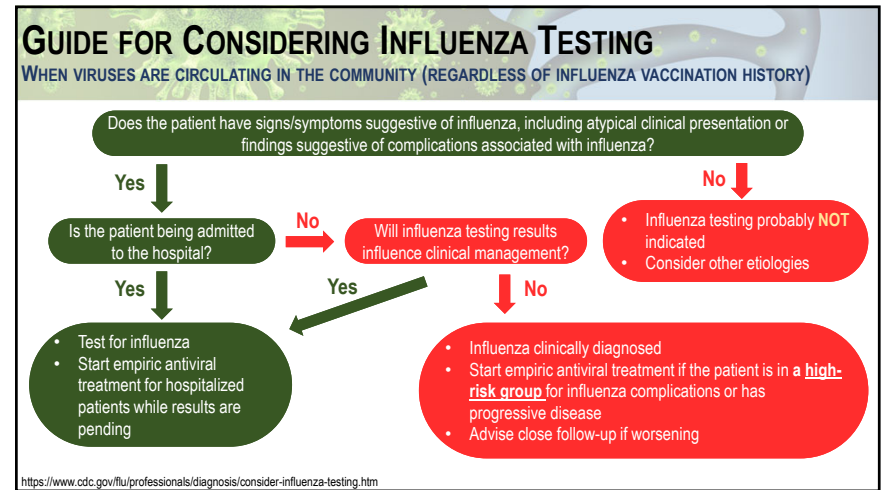 GUIDE FOR CONSIDERING INFLUENZA TESTING
WHEN VIRUSES ARE CIRCULATING IN THE COMMUNITY (REGARDLESS OF INFLUENZA VACCINATION HISTORY)
Does the patient have signs/symptoms suggestive of influenza, including atypical clinical presentation or
findings suggestive of complications associated with influenza?
Yes
No
Is the patient being admitted
to the hospital?
No
Will influenza testing results
influence clinical management?
• Influenza testing probably NOT
indicated
• Consider other etiologies
Yes
Yes
No
• Test for influenza
• Start empiric antiviral
treatment for hospitalized
patients while results are
pending
• Influenza clinically diagnosed
• Start empiric antiviral treatment if the patient is in a high-
risk group for influenza complications or has
progressive disease
• Advise close follow-up if worsening
https://www.cdc.gov/flu/professionals/diagnosis/consider-influenza-testing.htm